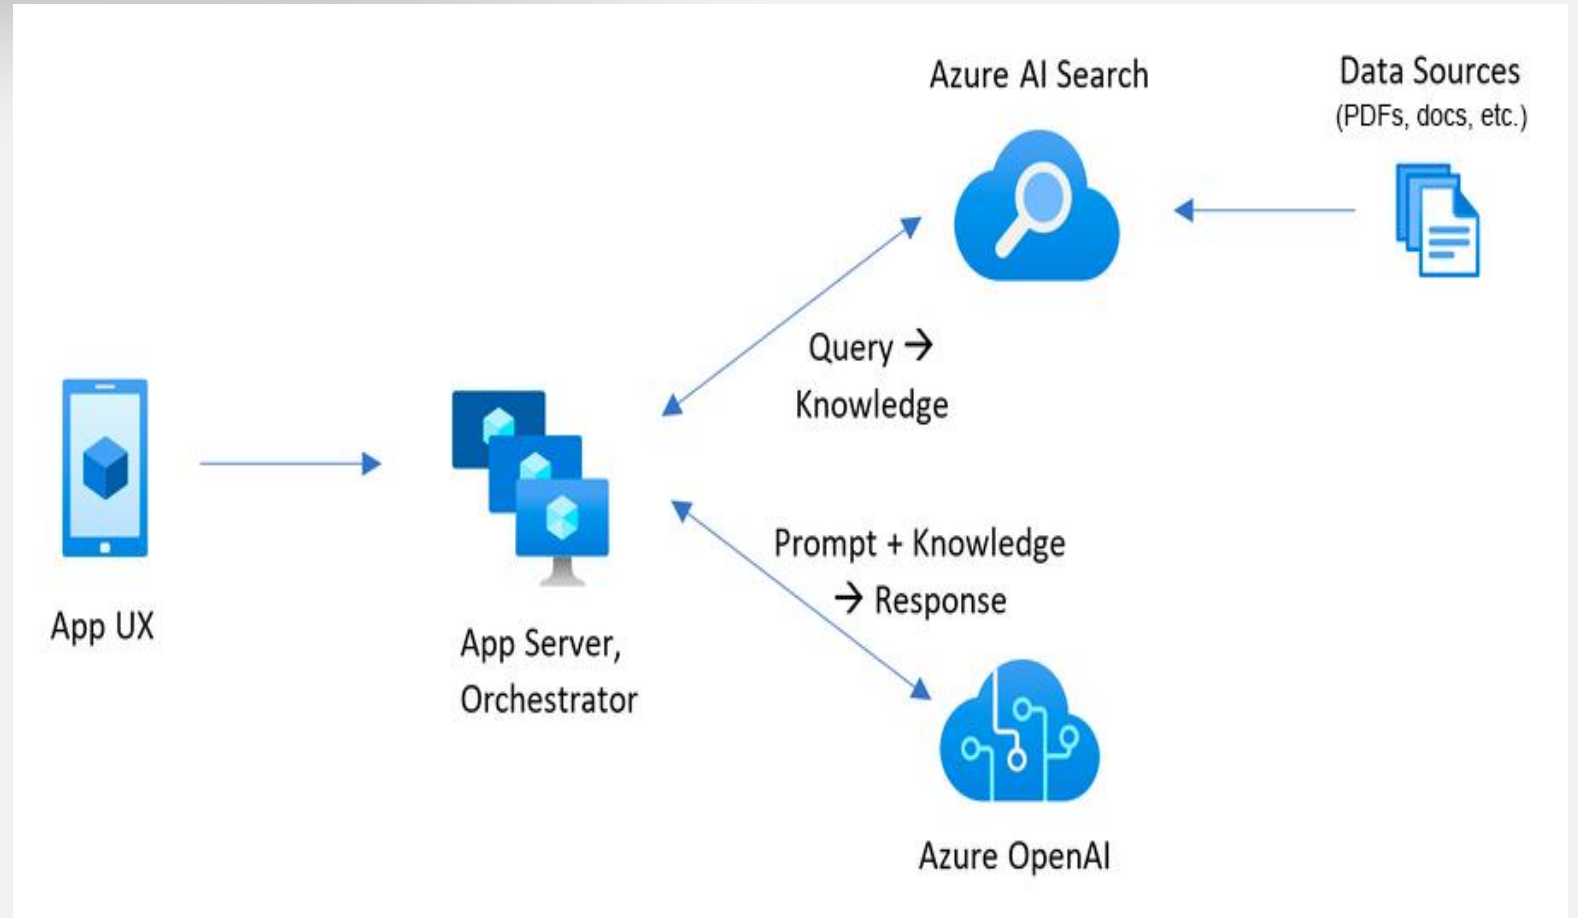 Azure AI Search
Data Sources
(PDFs, docs, etc.)
Query →
Knowledge
Prompt + Knowledge
→ Response
App UX
App Server,
Orchestrator
Azure OpenAI